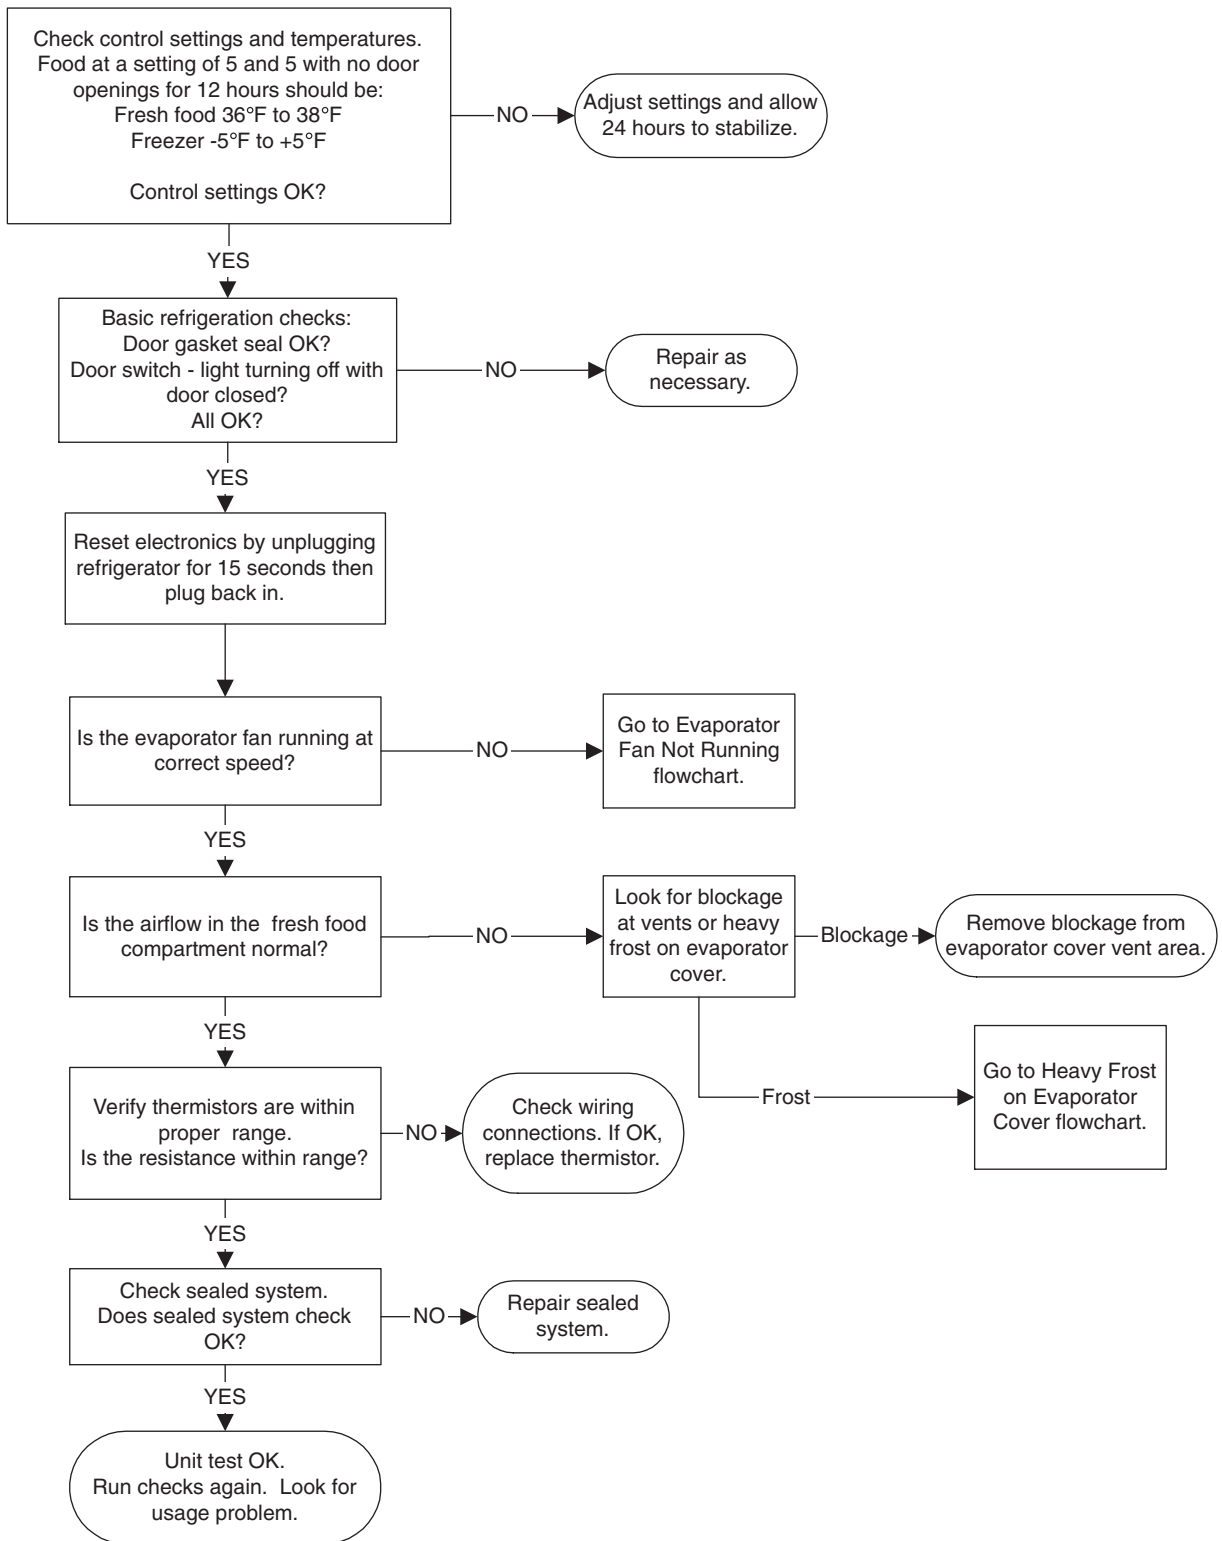 Check control settings and temperatures.
Food at a setting of 5 and 5 with no door
openings for 12 hours should be:
Fresh food 36°F to 38°F
Freezer -5°F to +5°F
Control settings OK?
NO
Adjust settings and allow
24 hours to stabilize.
YES
Basic refrigeration checks:
Door gasket seal OK?
Door switch - light turning off with
door closed?
All OK?
NO
Repair as
necessary.
YES
Reset electronics by unplugging
refrigerator for 15 seconds then
plug back in.
Is the evaporator fan running at
correct speed?
NO
Go to Evaporator
Fan Not Running
flowchart.
YES
Is the airflow in the fresh food
compartment normal?
NO
Look for blockage
at vents or heavy
frost on evaporator
cover.
Blockage
Remove blockage from
evaporator cover vent area.
Frost
Go to Heavy Frost
on Evaporator
Cover flowchart.
YES
Verify thermistors are within
proper range.
Is the resistance within range?
NO
Check wiring
connections. If OK,
replace thermistor.
YES
Check sealed system.
Does sealed system check
OK?
NO
Repair sealed
system.
YES
Unit test OK.
Run checks again. Look for
usage problem.